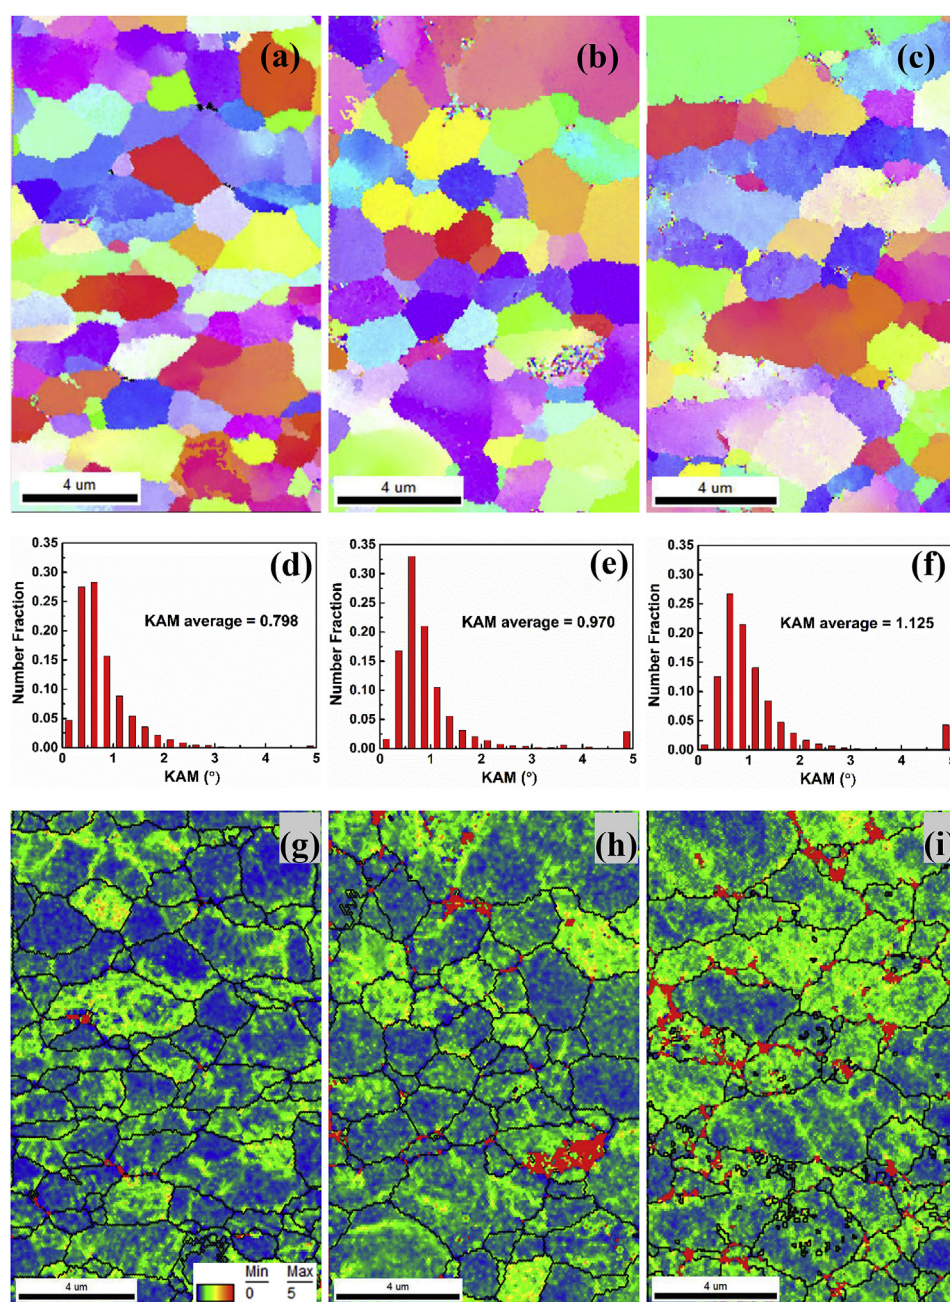 (a)
(b)
(c)
4 um
4 um
4 um
0.35
0.30
0.25
0.20
0.15
0.10
0.05
0.00
Number Fraction
(d)
KAM average = 0.798
0 1 2 3 4 5
KAM (°)
0.35
0.30
0.25
0.20
0.15
0.10
0.05
0.00
Number Fraction
(e)
KAM average = 0.970
0 1 2 3 4 5
KAM (°)
0.35
0.30
0.25
0.20
0.15
0.10
0.05
0.00
Number Fraction
(f)
KAM average = 1.125
0 1 2 3 4 5
KAM (°)
(g)
(h)
(i)
4 um
Min Max
0 5
4 um
4 um